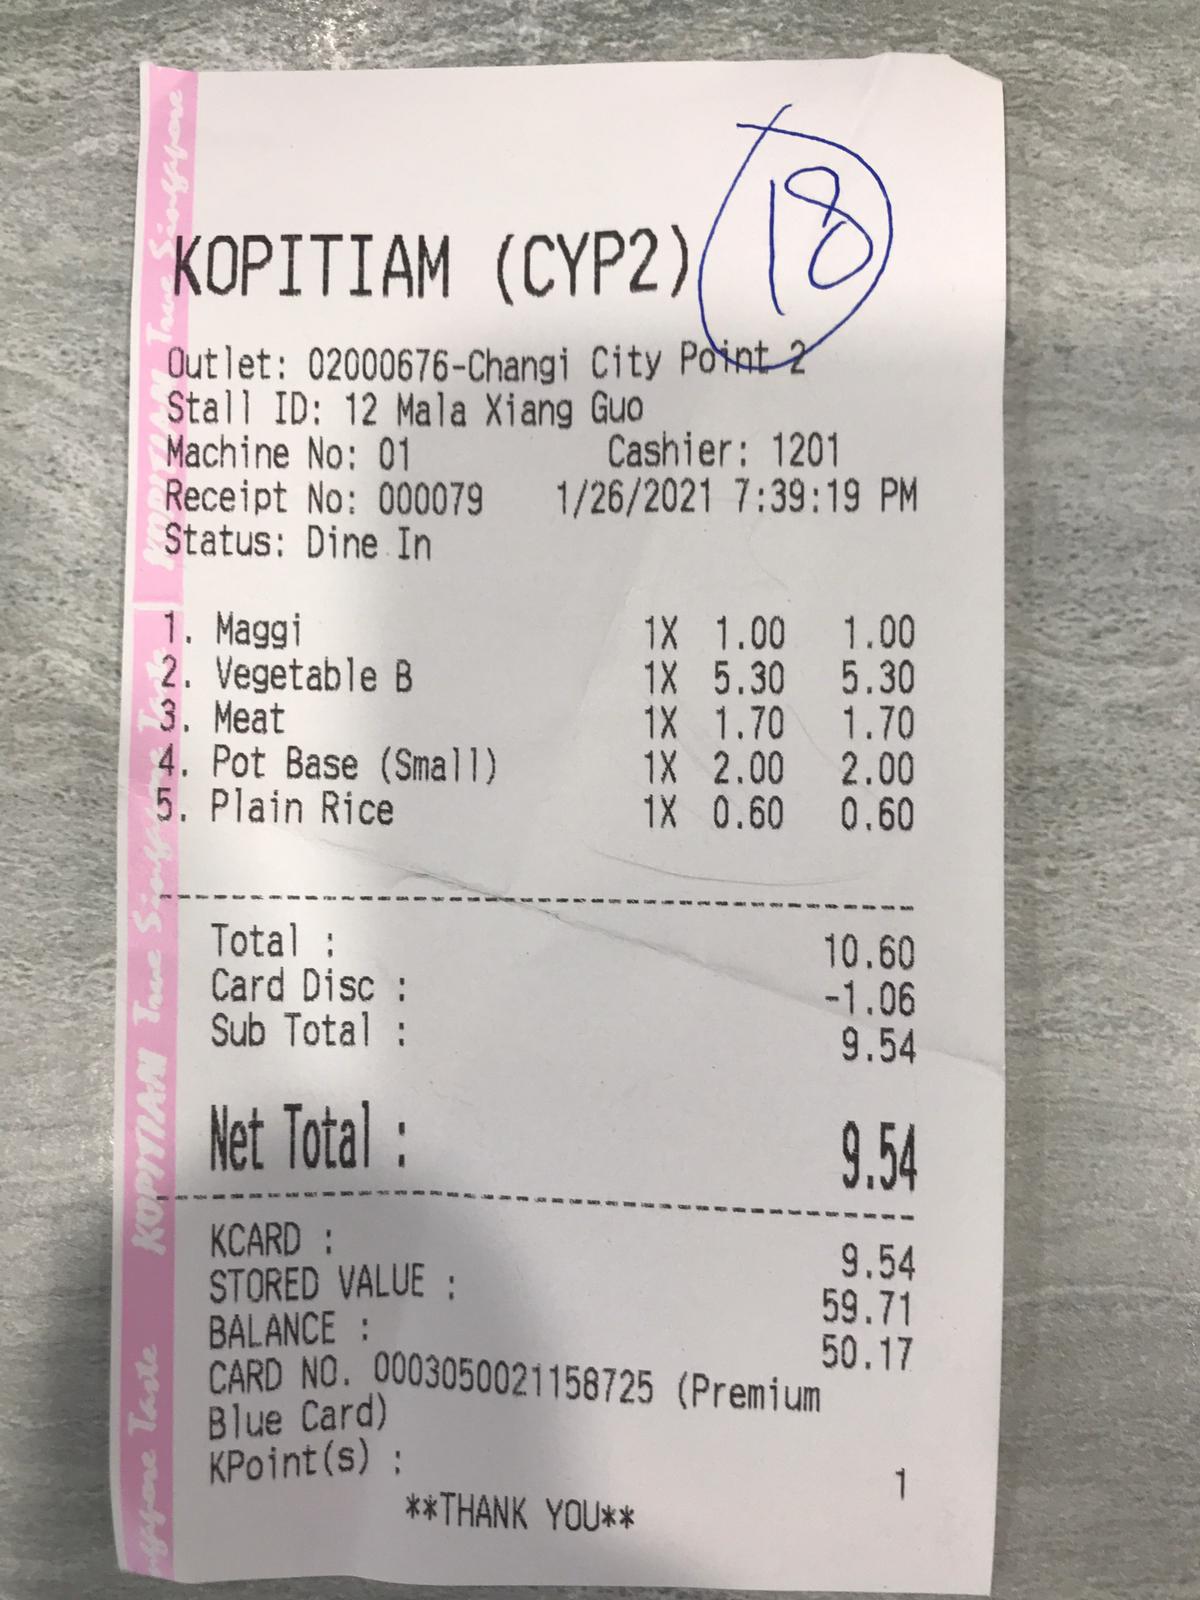 18
KOPITIAM (CYP2)
Outlet: 02000676-Changi City Point 2
Stall ID: 12 Mala Xiang Guo
Machine No: 01 Cashier: 1201
Receipt No: 000079 1/26/2021 7:39:19 PM
Status: Dine In
1. Maggi 1X 1.00 1.00
2. Vegetable B 1X 5.30 5.30
3. Meat 1X 1.70 1.70
4. Pot Base (Small) 1X 2.00 2.00
5. Plain Rice 1X 0.60 0.60
Total : 10.60
Card Disc : -1.06
Sub Total : 9.54
Net Total : 9.54
KCARD : 9.54
STORED VALUE : 59.71
BALANCE : 50.17
CARD NO. 0003050021158725 (Premium
Blue Card)
KPoint(s) : 1
**THANK YOU**
KOPITIAM True Singapore
KOPITIAM True Singapore Taste
Singapore Taste